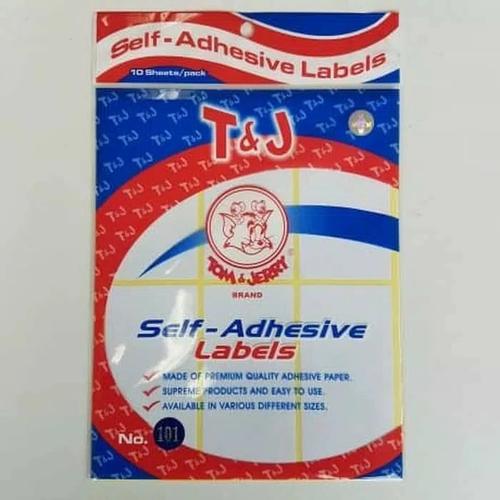 Self-Adhesive Labels
10 Sheets/pack
T&J
TOM & JERRY
®
BRAND
Self-Adhesive
Labels
MADE OF PREMIUM QUALITY ADHESIVE PAPER.
SUPREME PRODUCTS AND EASY TO USE.
AVAILABLE IN VARIOUS DIFFERENT SIZES.
No. 101